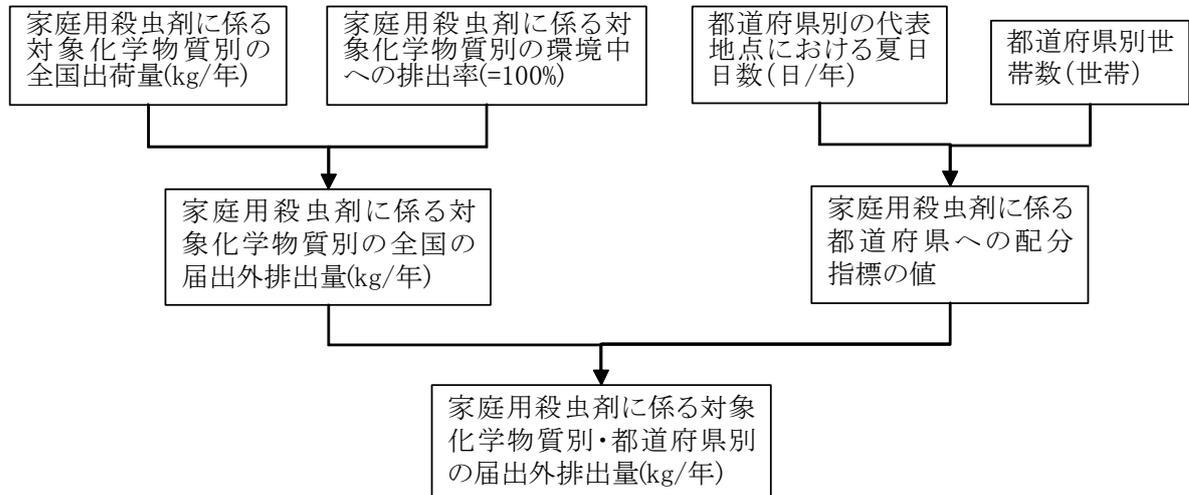 家庭用殺虫剤に係る
対象化学物質別の
全国出荷量(kg/年)
家庭用殺虫剤に係る対
象化学物質別の環境中
への排出率(=100%)
都道府県別の代表
地点における夏日
日数(日/年)
都道府県別世
帯数(世帯)
家庭用殺虫剤に係る対
象化学物質別の全国の
届出外排出量(kg/年)
家庭用殺虫剤に係る
都道府県への配分
指標の値
家庭用殺虫剤に係る対象
化学物質別・都道府県別
の届出外排出量(kg/年)